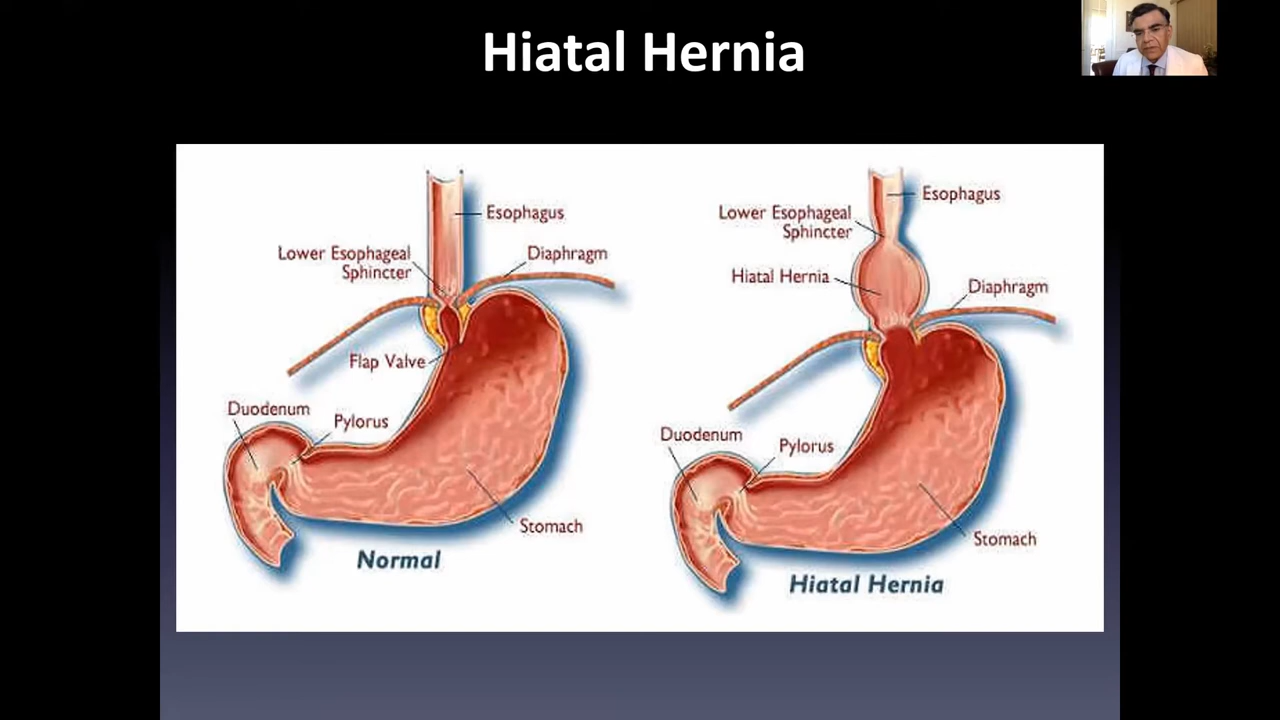 Hiatal Hernia
Esophagus
Lower Esophageal
Sphincter
Diaphragm
Flap Valve
Duodenum
Pylorus
Stomach
Normal
Esophagus
Lower Esophageal
Sphincter
Hiatal Hernia
Diaphragm
Duodenum
Pylorus
Stomach
Hiatal Hernia